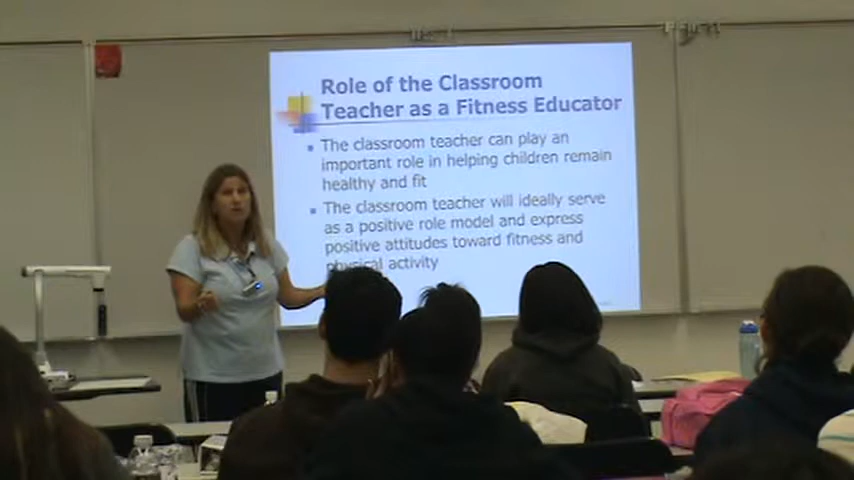 Role of the Classroom
Teacher as a Fitness Educator
The classroom teacher can play an
important role in helping children remain
healthy and fit
The classroom teacher will ideally serve
as a positive role model and express
positive attitudes toward fitness and
physical activity